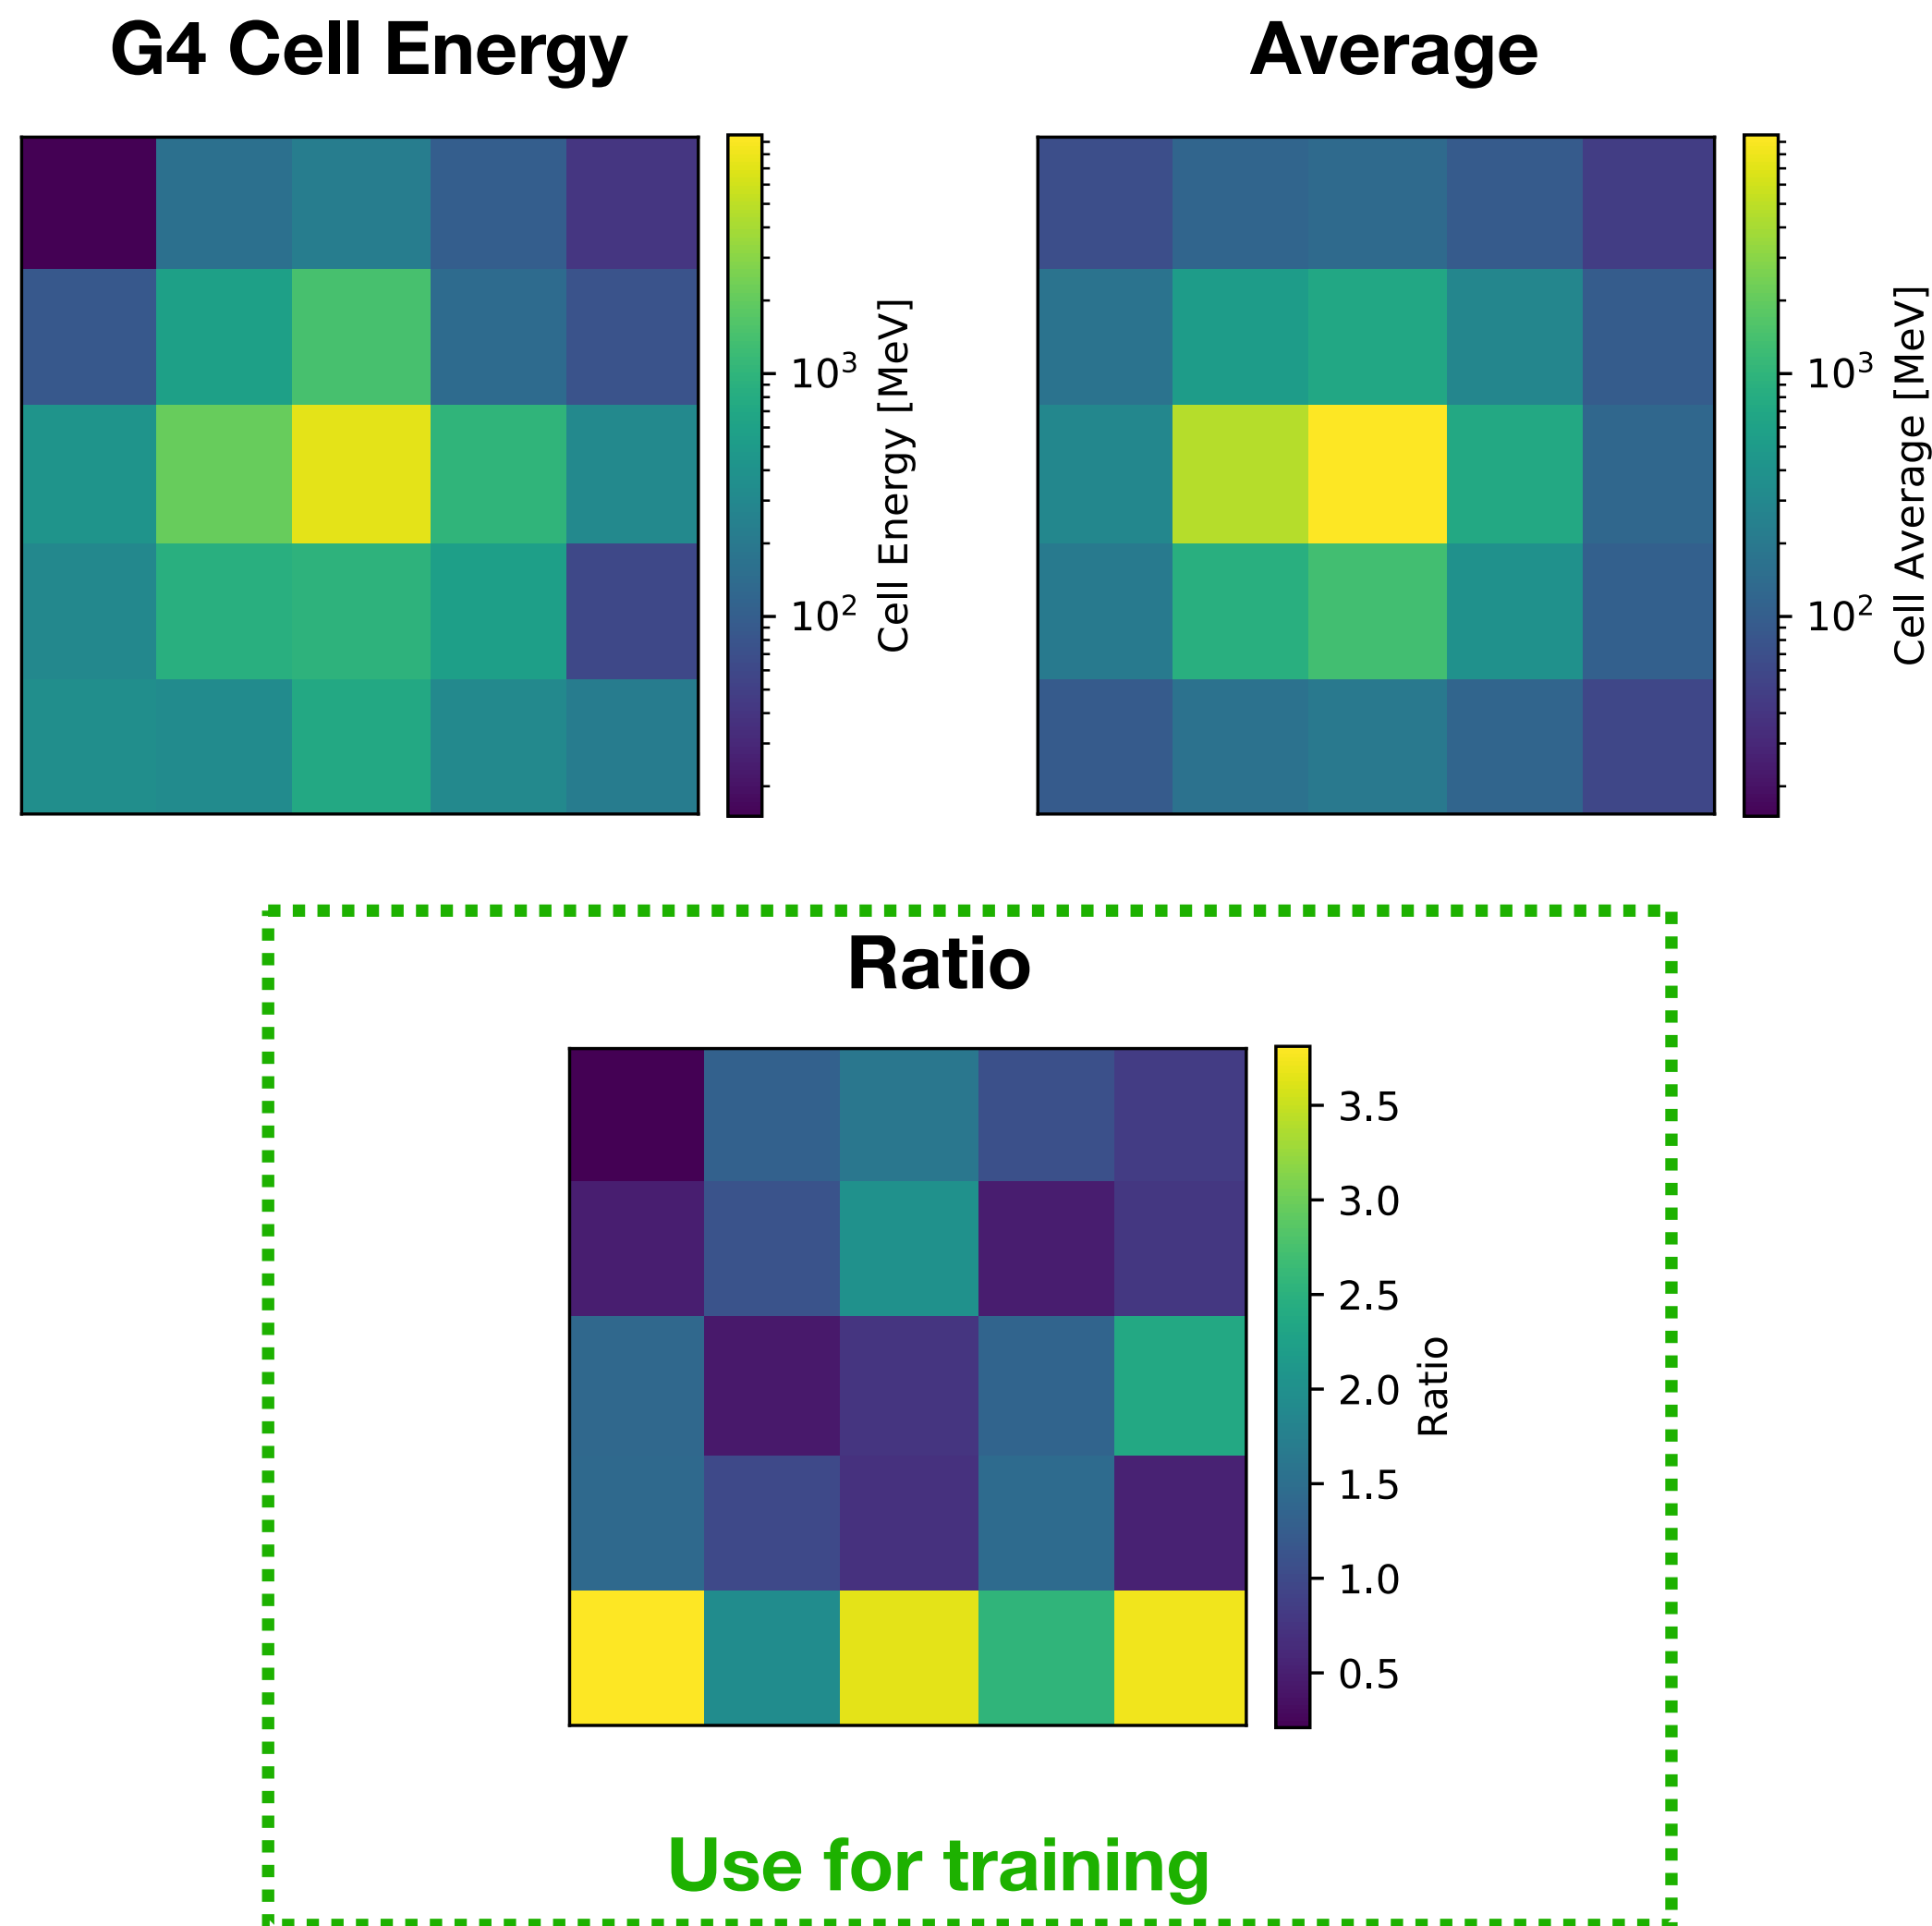 G4 Cell Energy
10³
10²
Cell Energy [MeV]
Average
10³
10²
Cell Average [MeV]
Ratio
3.5
3.0
2.5
2.0
1.5
1.0
0.5
Ratio
Use for training